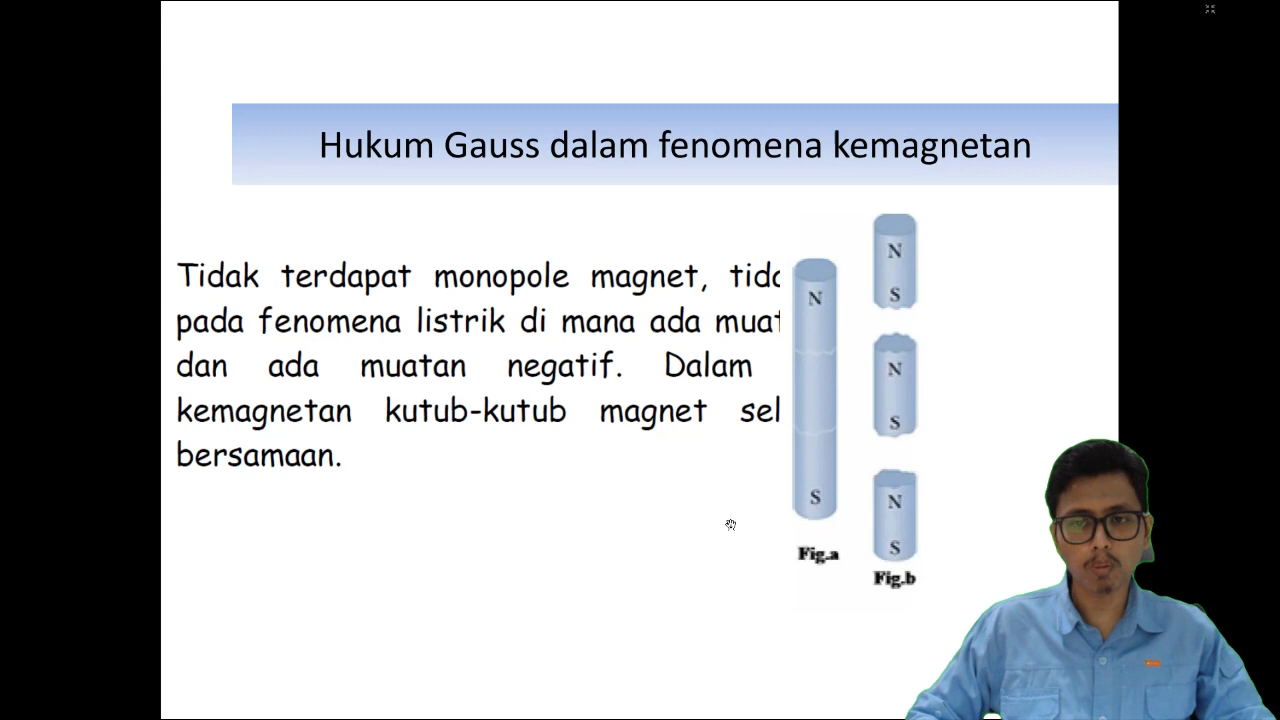 Hukum Gauss dalam fenomena kemagnetan
Tidak terdapat monopole magnet,
pada fenomena listrik di mana ada
dan ada muatan negatif. Dalam
kemagnetan kutub-kutub magnet
bersamaan.
N
S
Fig.a
N
S
N
S
N
S
Fig.b